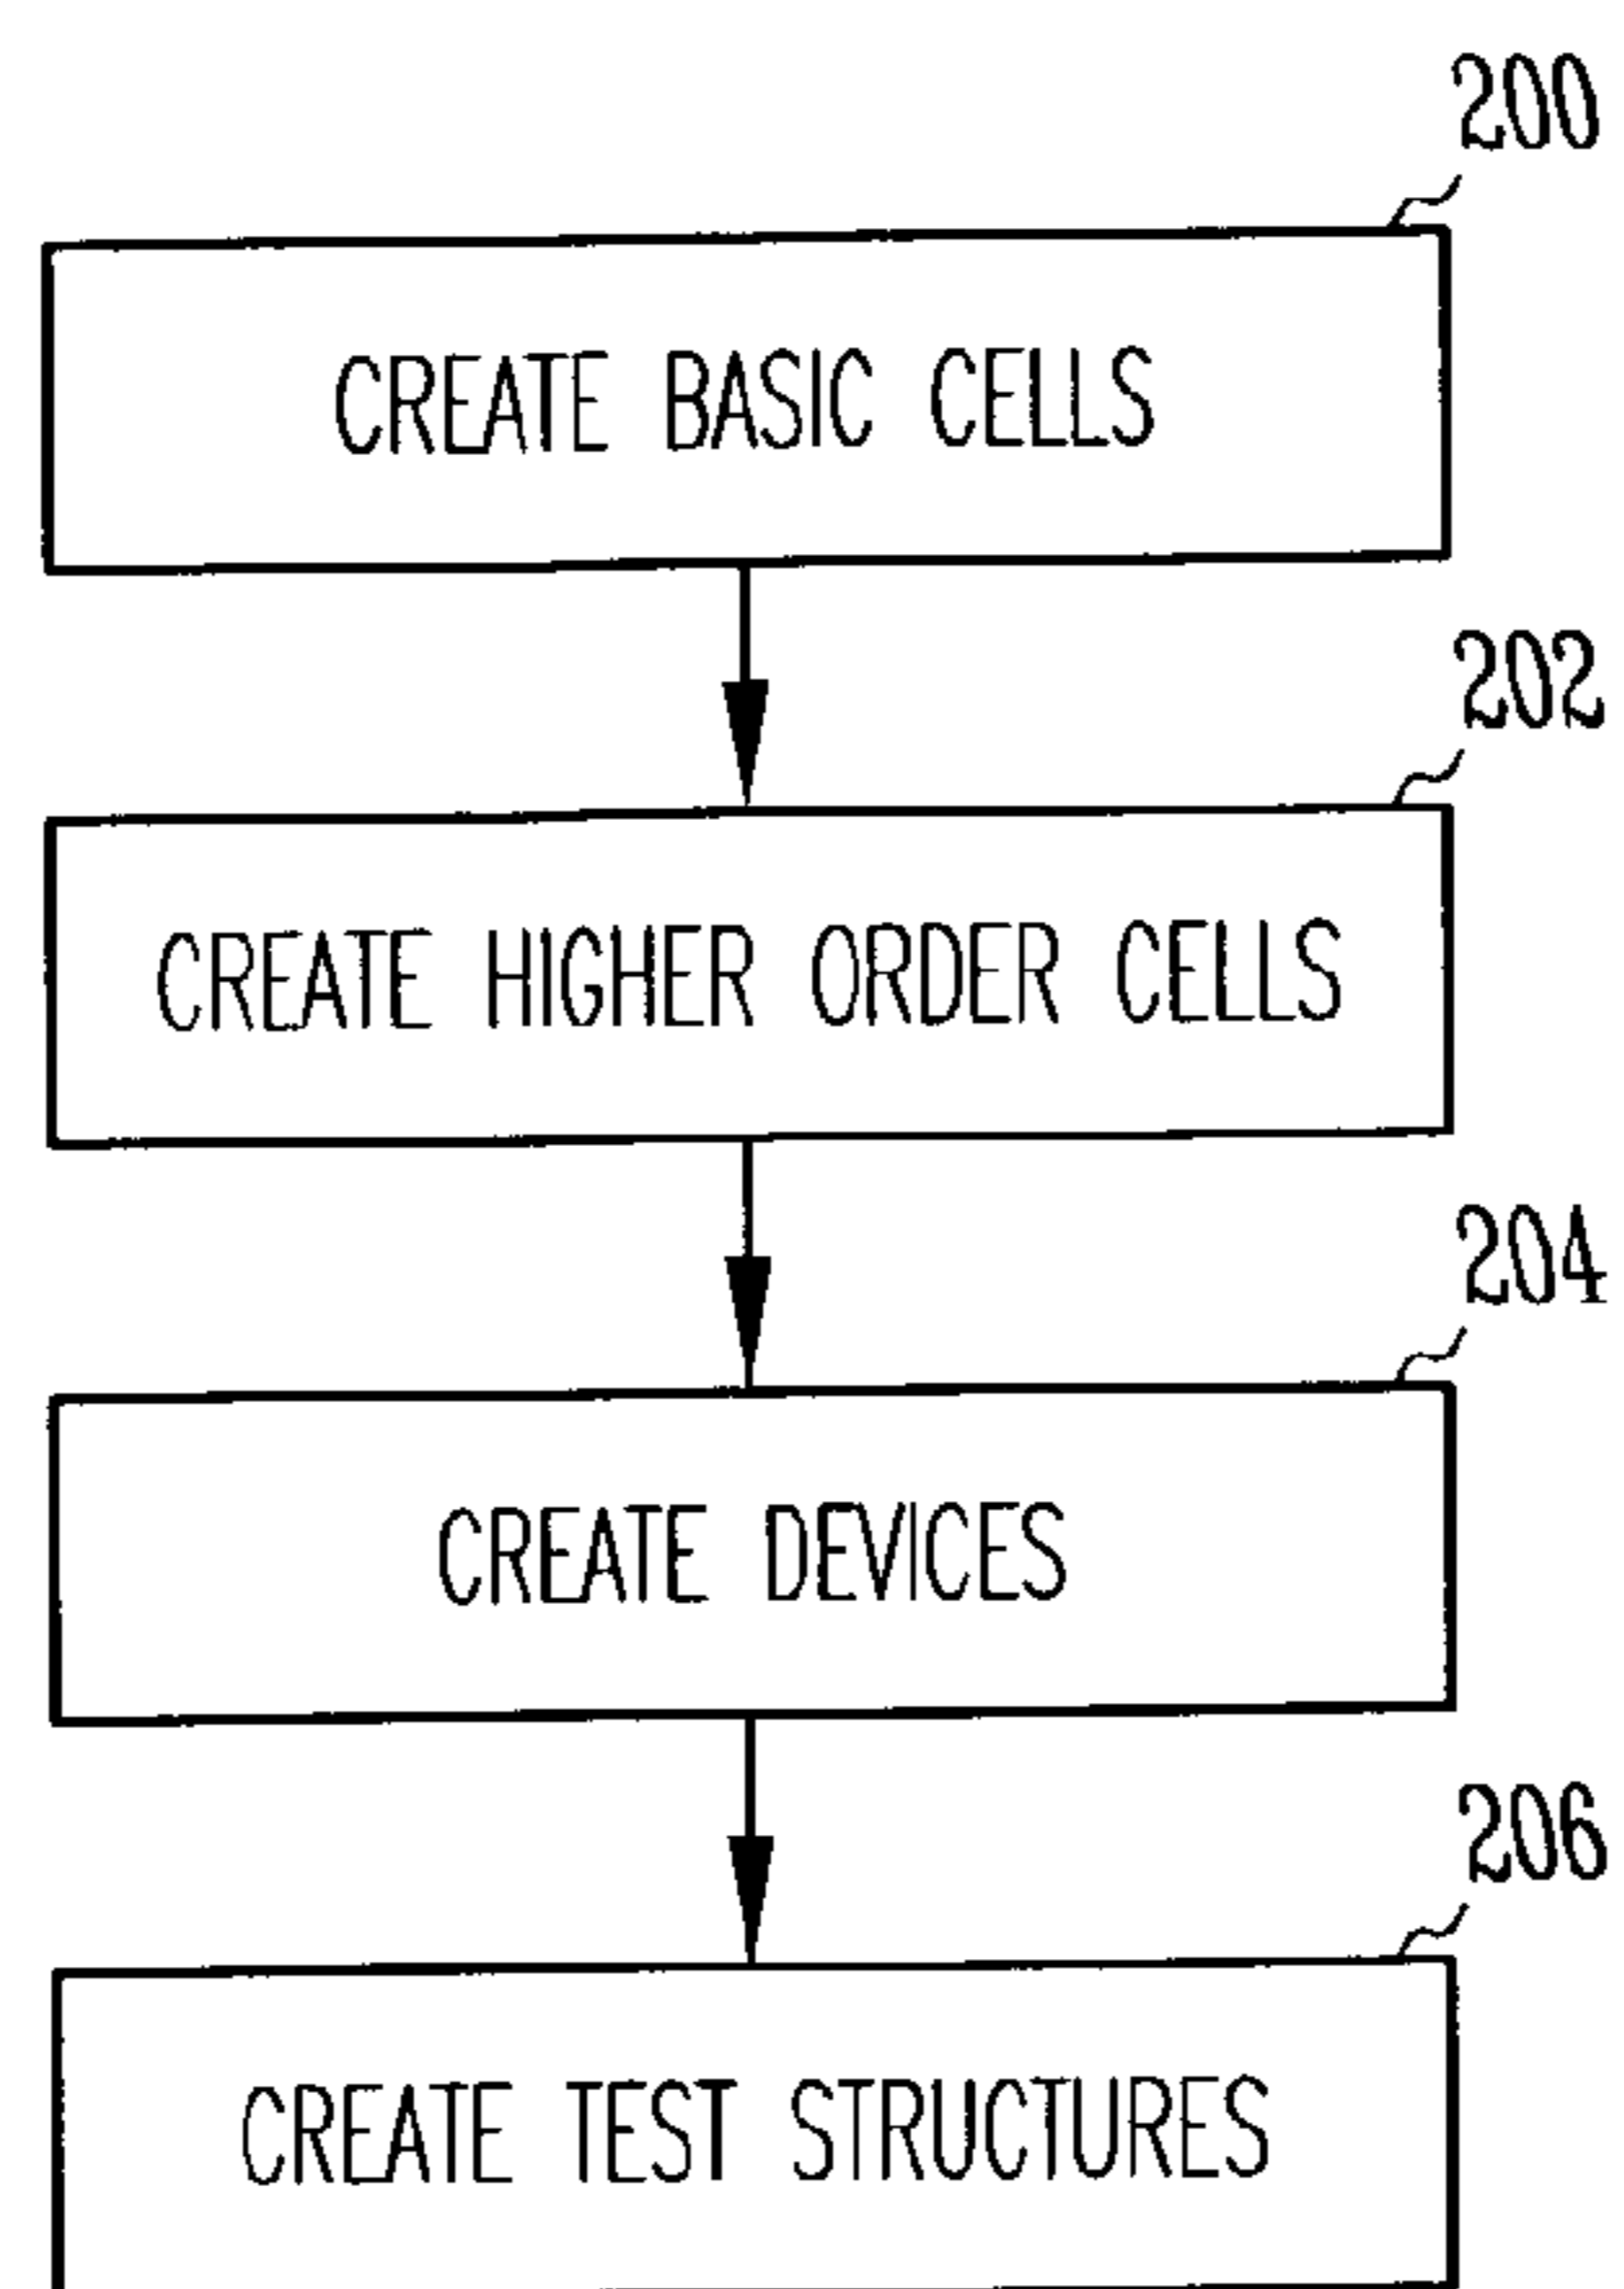 200
CREATE BASIC CELLS
202
CREATE HIGHER ORDER CELLS
204
CREATE DEVICES
206
CREATE TEST STRUCTURES